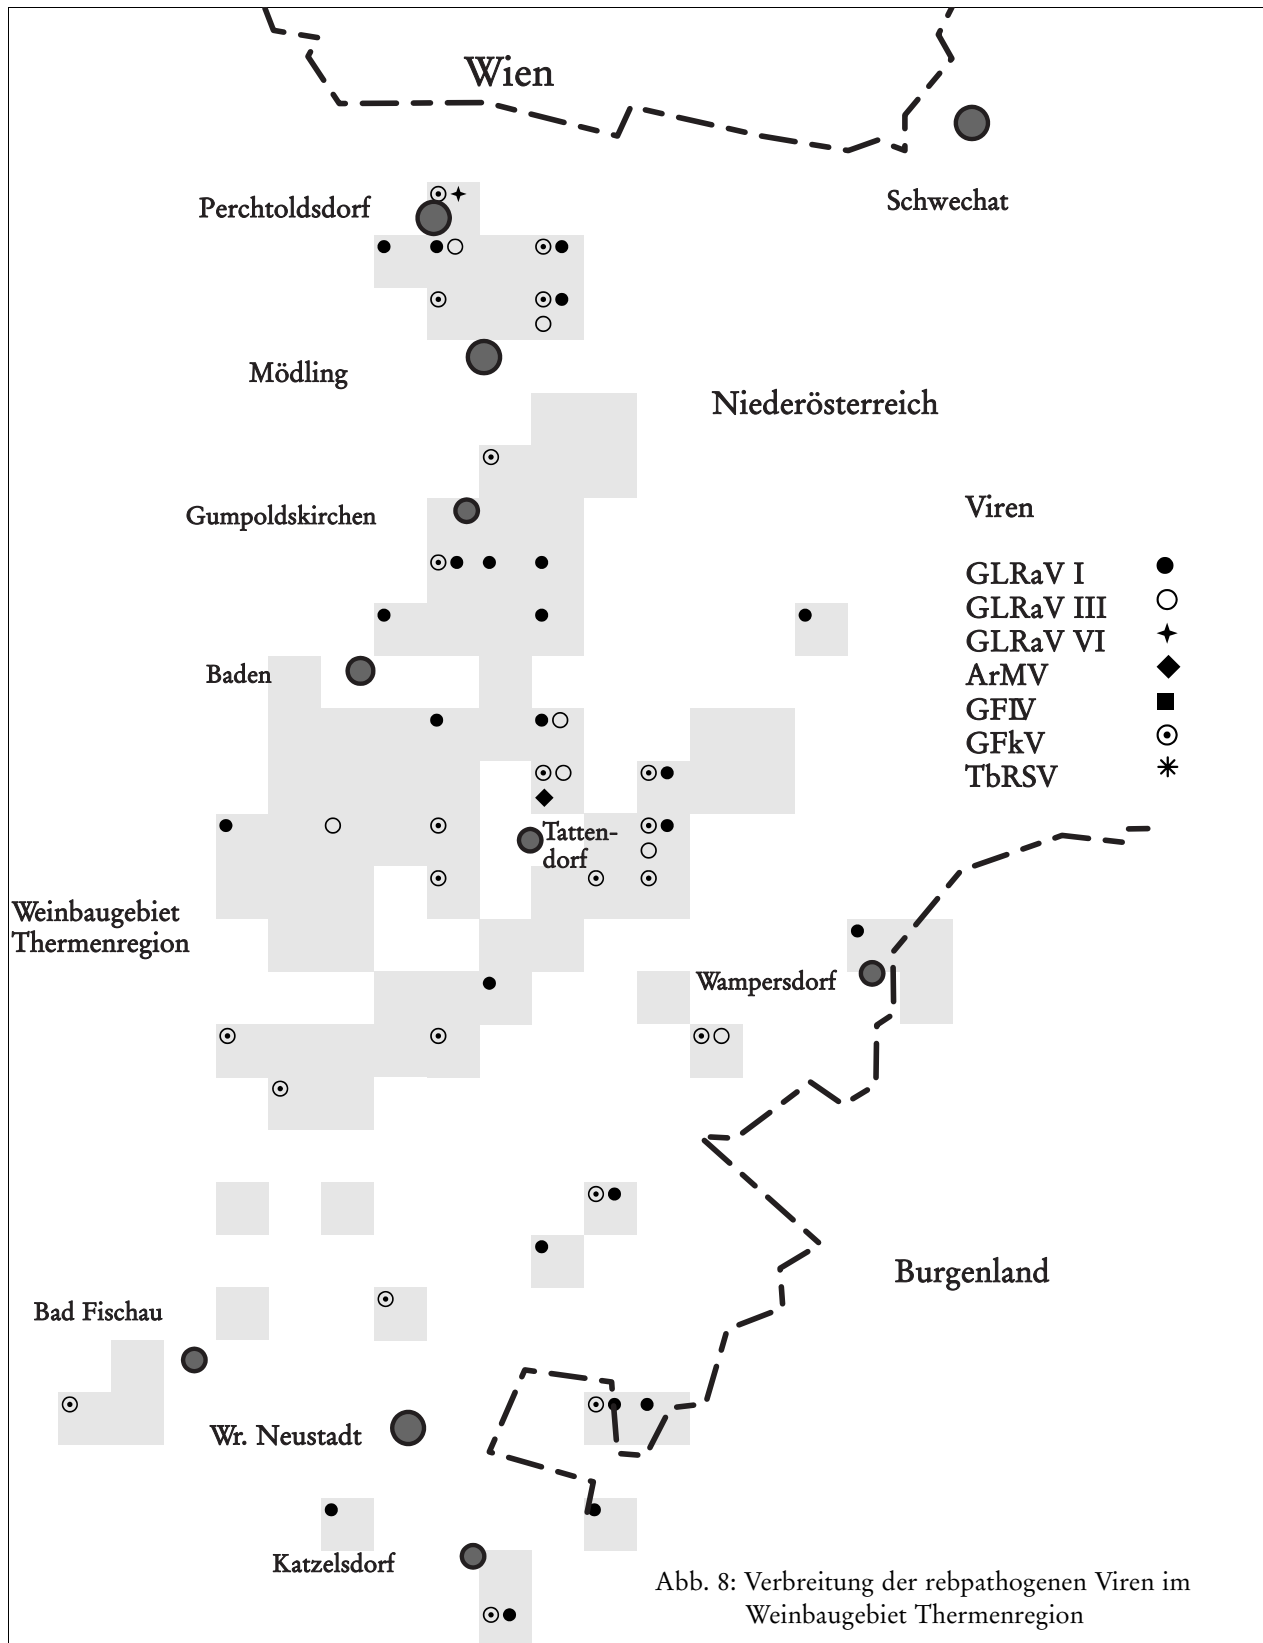 Wien
Perchtoldsdorf
Schwechat
Mödling
Niederösterreich
Gumpoldskirchen
Viren
GLRaV I
GLRaV III
GLRaV VI
ArMV
GFLV
GFkV
TbRSV
Baden
Tatten-
dorf
Weinbaugebiet
Thermenregion
Wampersdorf
Burgenland
Bad Fischau
Wr. Neustadt
Katzelsdorf
Abb. 8: Verbreitung der rebpathogenen Viren im
Weinbaugebiet Thermenregion